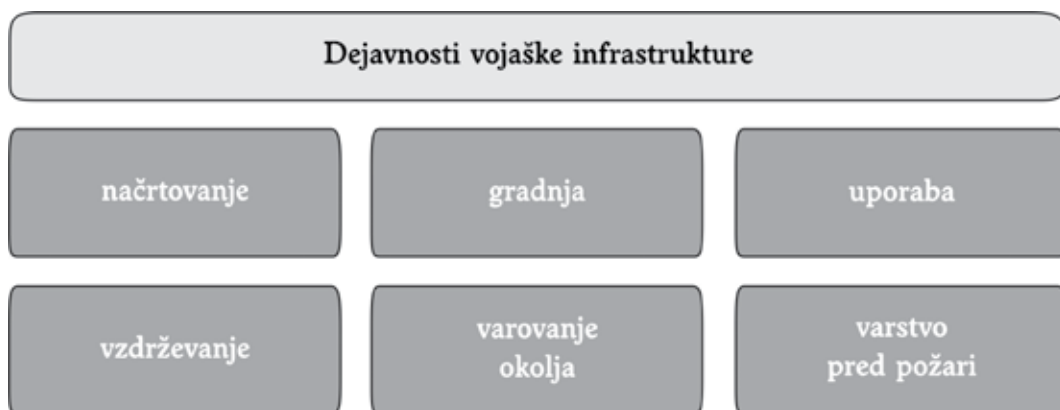 Dejavnosti vojaške infrastrukture
načrtovanje
gradnja
uporaba
vzdrževanje
varovanje
okolja
varstvo
pred požari